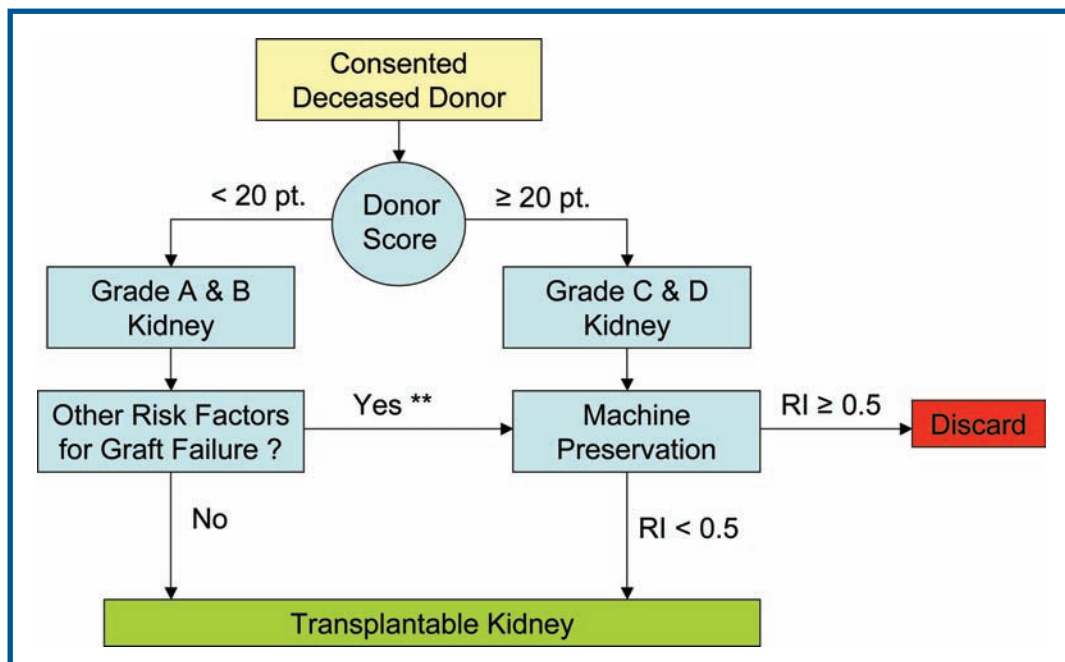 Consented
Deceased Donor
< 20 pt.
Donor
Score
≥ 20 pt.
Grade A & B
Kidney
Grade C & D
Kidney
Other Risk Factors
for Graft Failure ?
Yes **
Machine
Preservation
RI ≥ 0.5
Discard
No
RI < 0.5
Transplantable Kidney